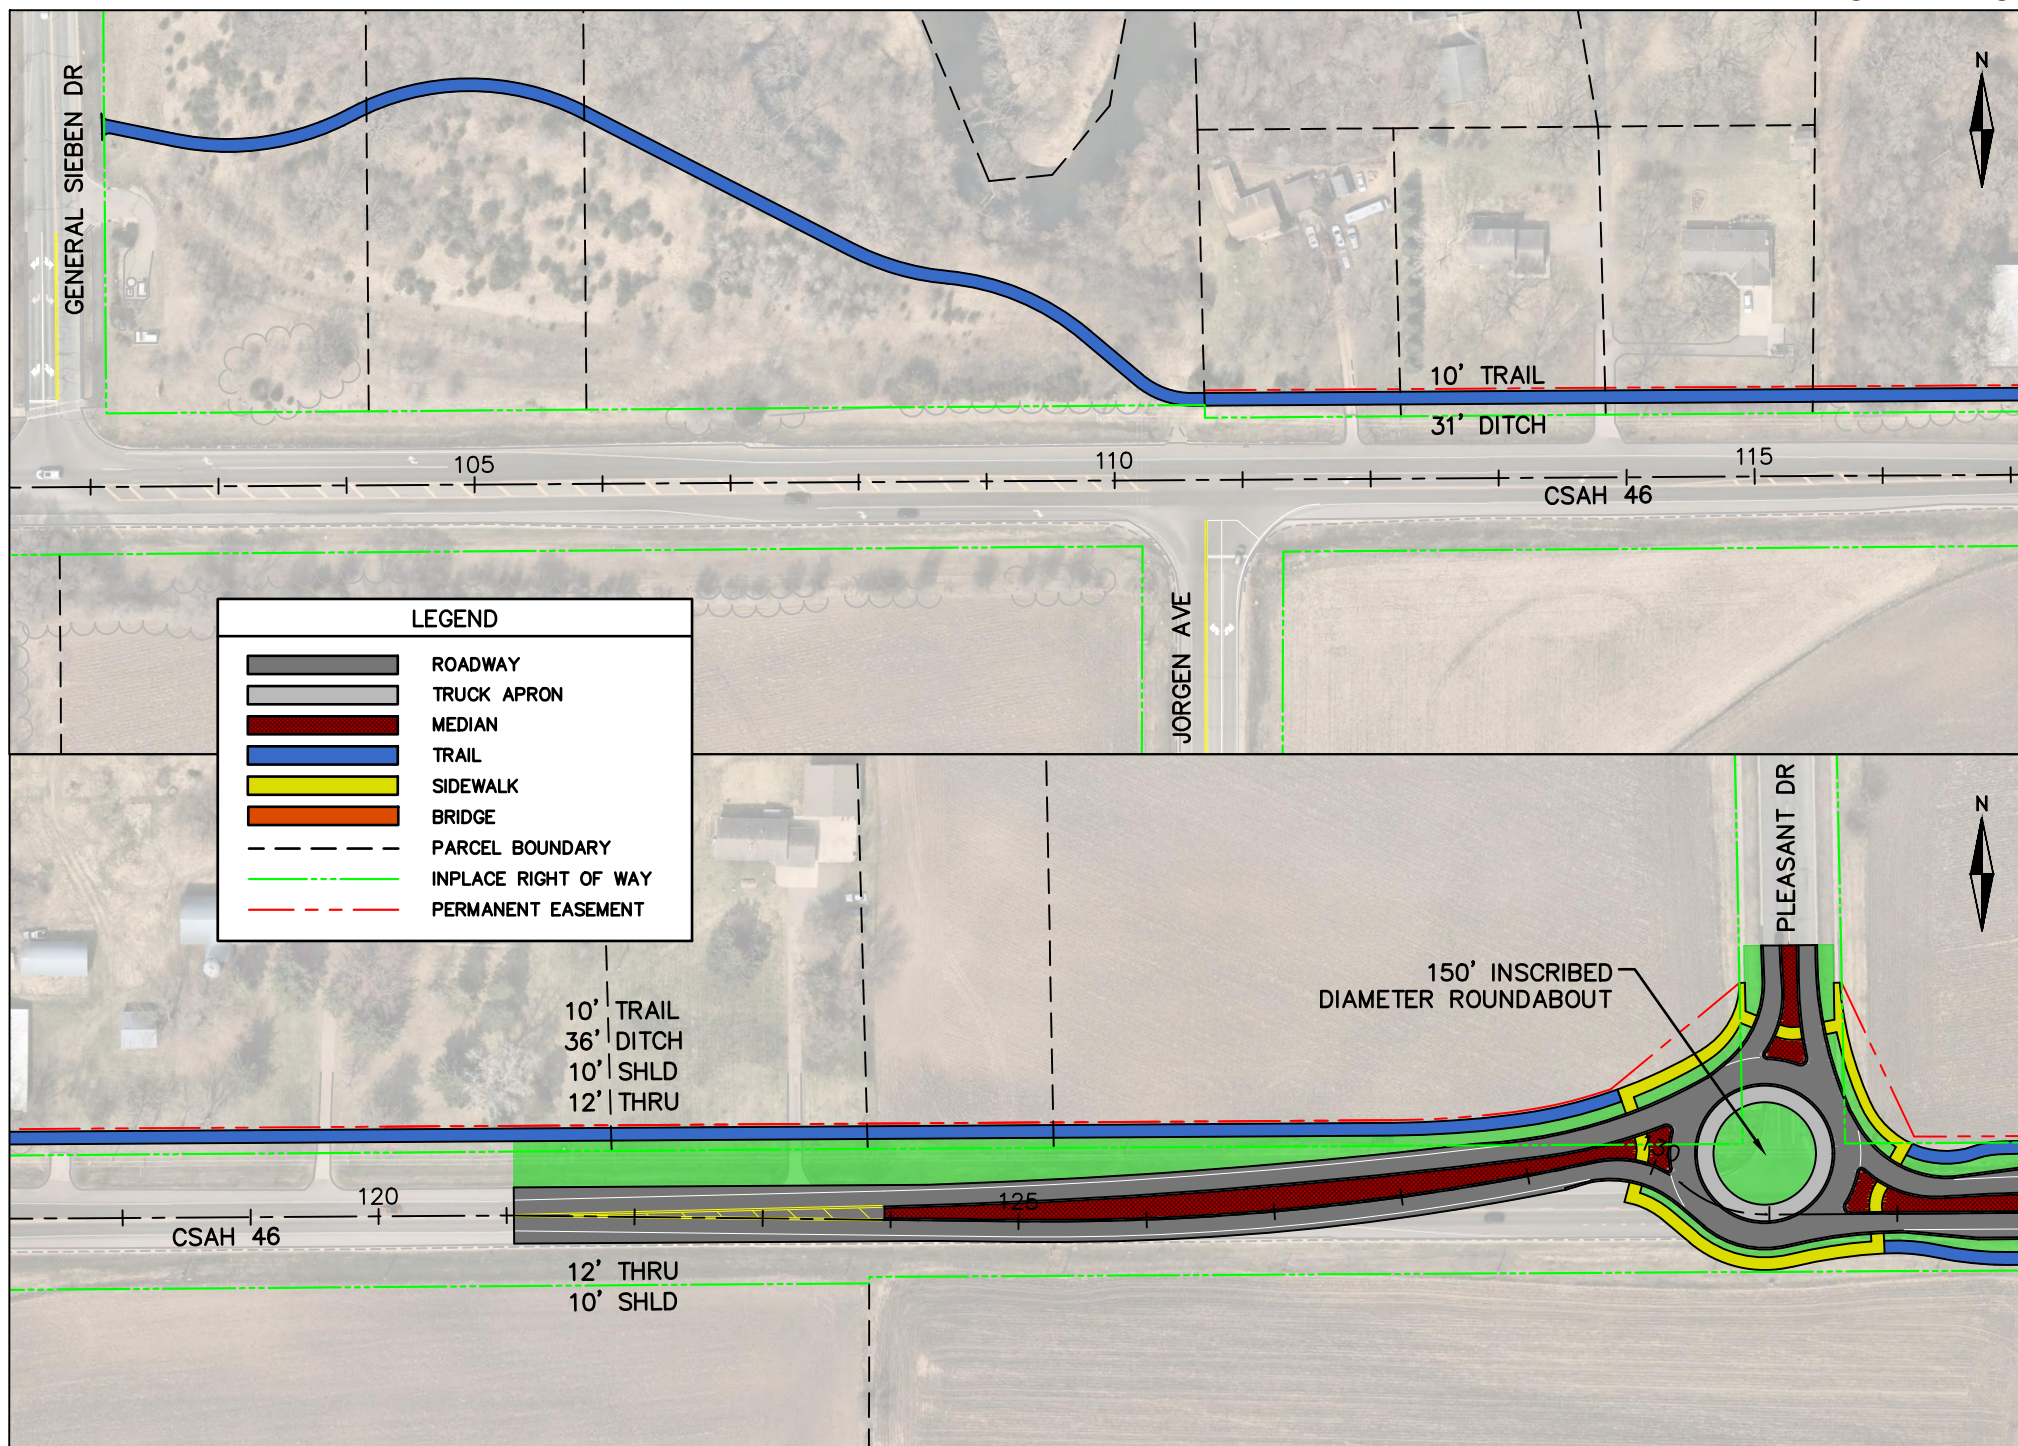 GENERAL SIEBEN DR
N
10' TRAIL
31' DITCH
105
110
115
CSAH 46
JORGEN AVE
LEGEND
ROADWAY
TRUCK APRON
MEDIAN
TRAIL
SIDEWALK
BRIDGE
PARCEL BOUNDARY
INPLACE RIGHT OF WAY
PERMANENT EASEMENT
PLEASANT DR
N
150' INSCRIBED
DIAMETER ROUNDABOUT
10' TRAIL
36' DITCH
10' SHLD
12' THRU
120
125
130
CSAH 46
12' THRU
10' SHLD